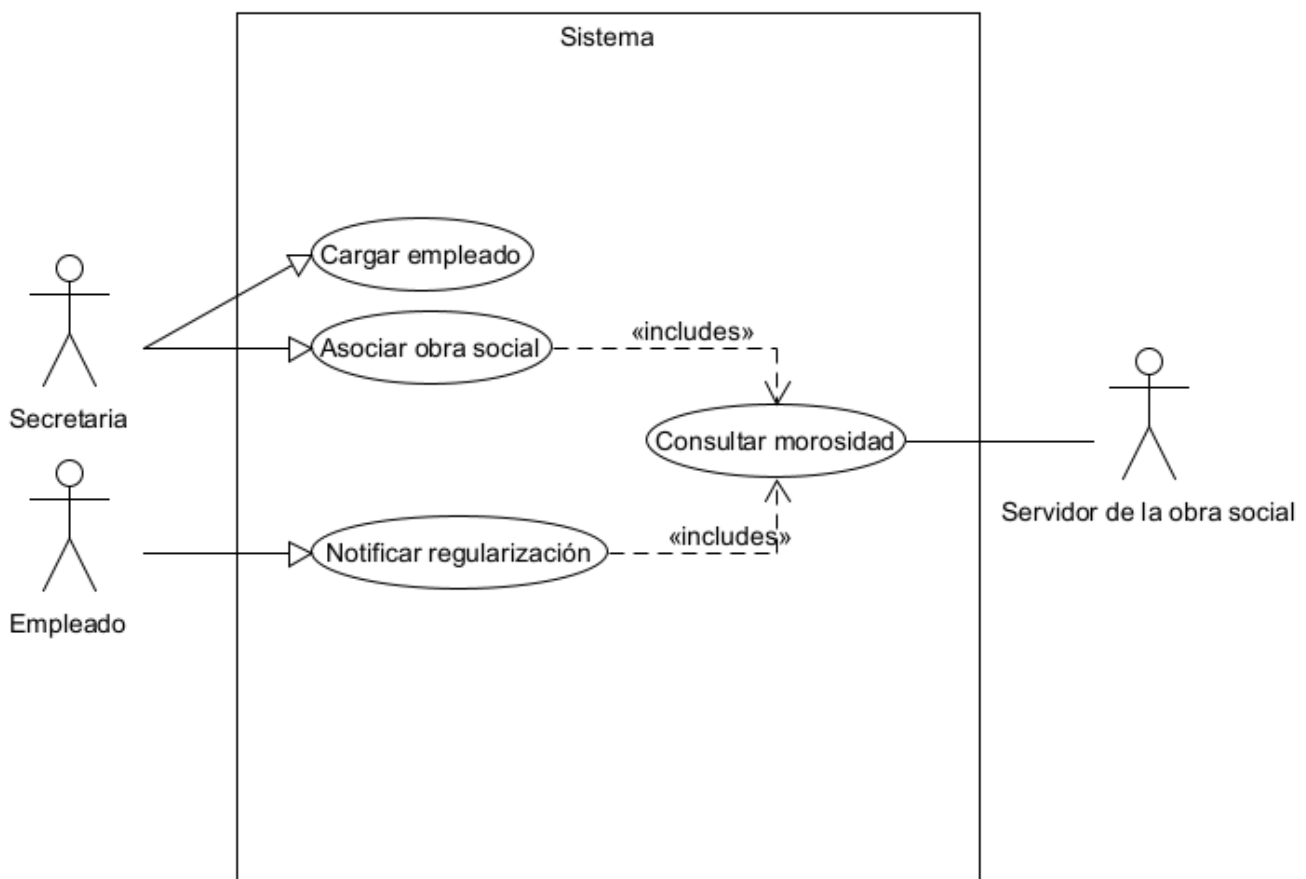 Sistema
Cargar empleado
Asociar obra social
«includes»
Secretaria
Consultar morosidad
Servidor de la obra social
Notificar regularización
«includes»
Empleado